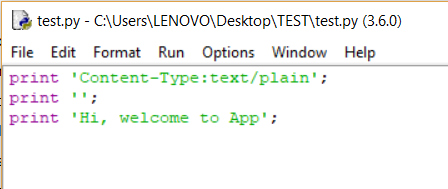 test.py - C:\Users\LENOVO\Desktop\TEST\test.py (3.6.0)
File Edit Format Run Options Window Help
print 'Content-Type:text/plain';
print '';
print 'Hi, welcome to App';